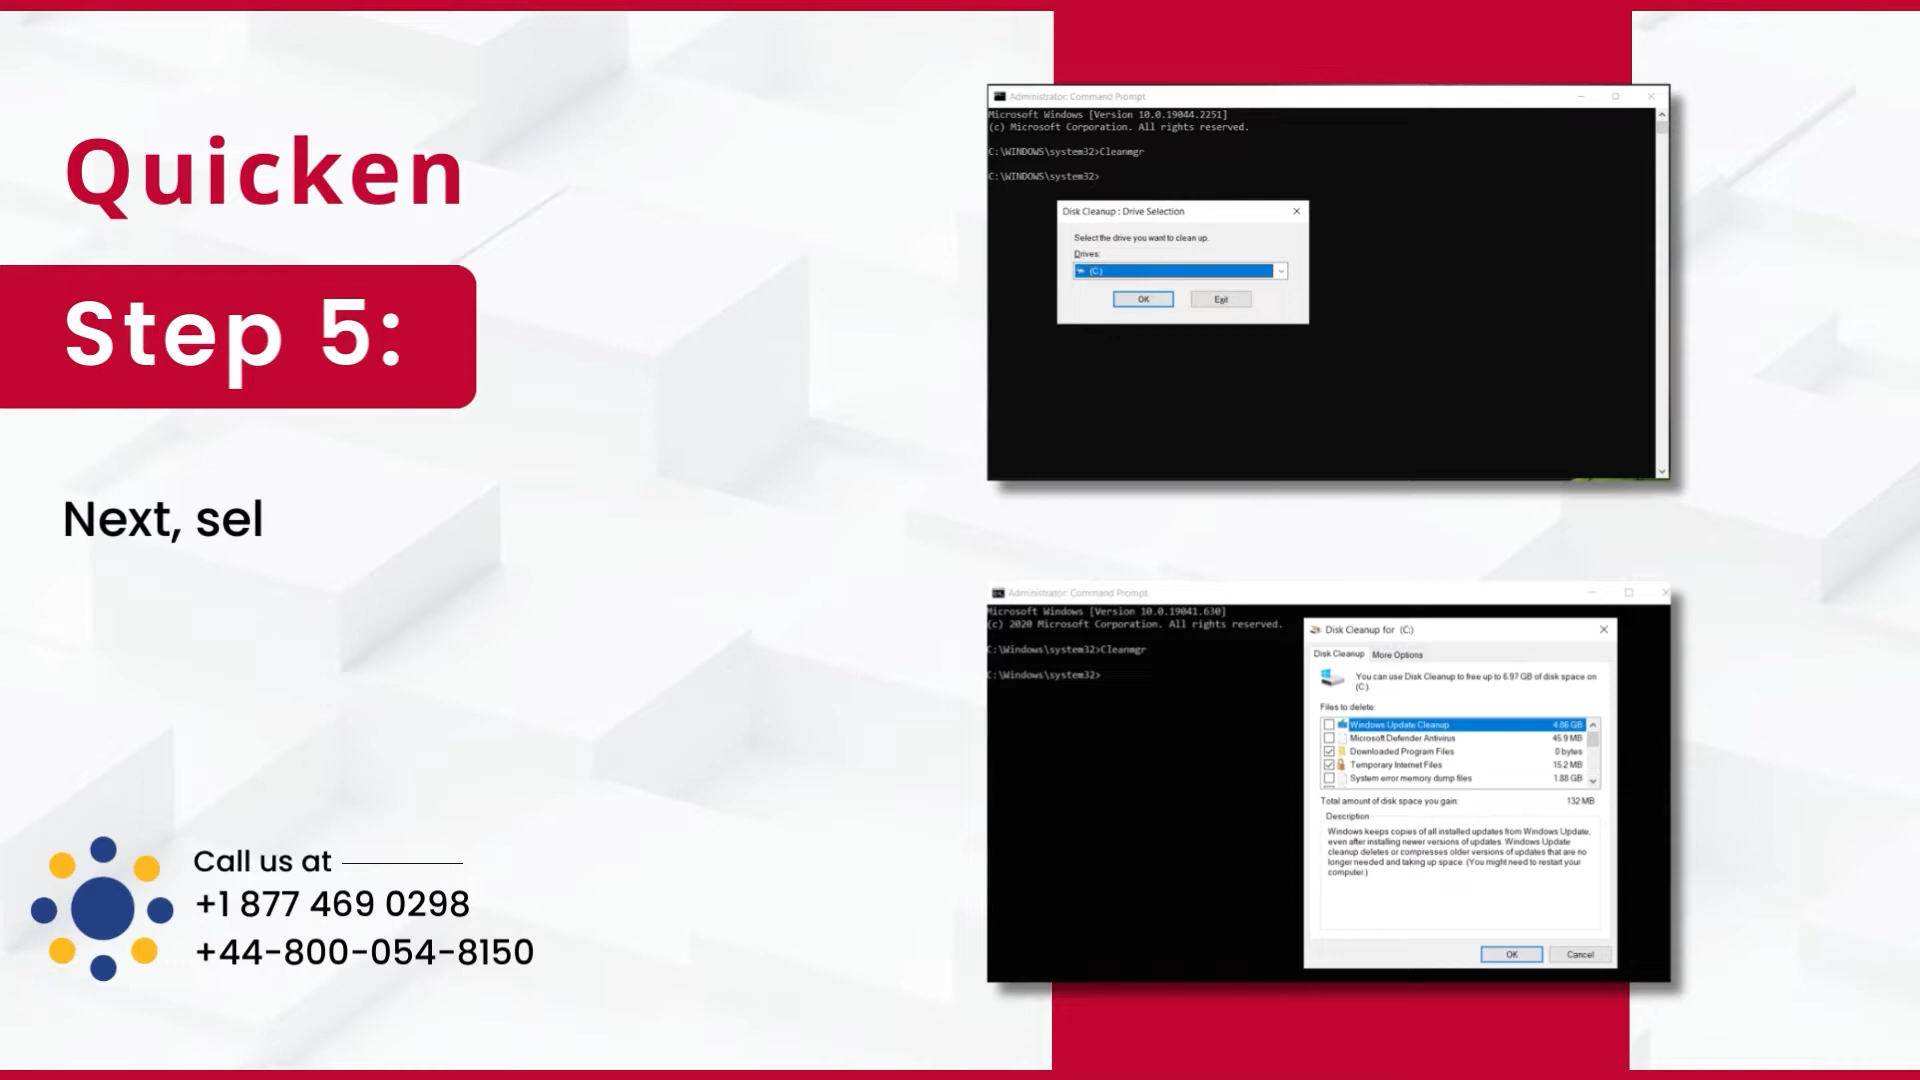 Quicken
Step 5:
Next, sel
Call us at
+1 877 469 0298
+44-800-054-8150
Administrator: Command Prompt
Microsoft Windows [Version 10.0.19044.2251]
(c) Microsoft Corporation. All rights reserved.
C:\WINDOWS\system32>Cleanmgr
C:\WINDOWS\system32>
Disk Cleanup : Drive Selection
Select the drive you want to clean up.
Drives:
(C:)
OK Exit
Administrator: Command Prompt
Microsoft Windows [Version 10.0.19041.630]
(c) 2020 Microsoft Corporation. All rights reserved.
C:\Windows\system32>Cleanmgr
C:\Windows\system32>
Disk Cleanup for (C:)
Disk Cleanup More Options
You can use Disk Cleanup to free up to 6.97 GB of disk space on
(C:).
Files to delete:
Windows Update Cleanup 4.86 GB
Microsoft Defender Antivirus 45.9 MB
Downloaded Program Files 0 bytes
Temporary Internet Files 15.2 MB
System error memory dump files 1.88 GB
Total amount of disk space you gain: 132 MB
Description
Windows keeps copies of all installed updates from Windows Update,
even after installing newer versions of updates. Windows Update
cleanup deletes or compresses older versions of updates that are no
longer needed and taking up space. (You might need to restart your
computer.)
OK Cancel